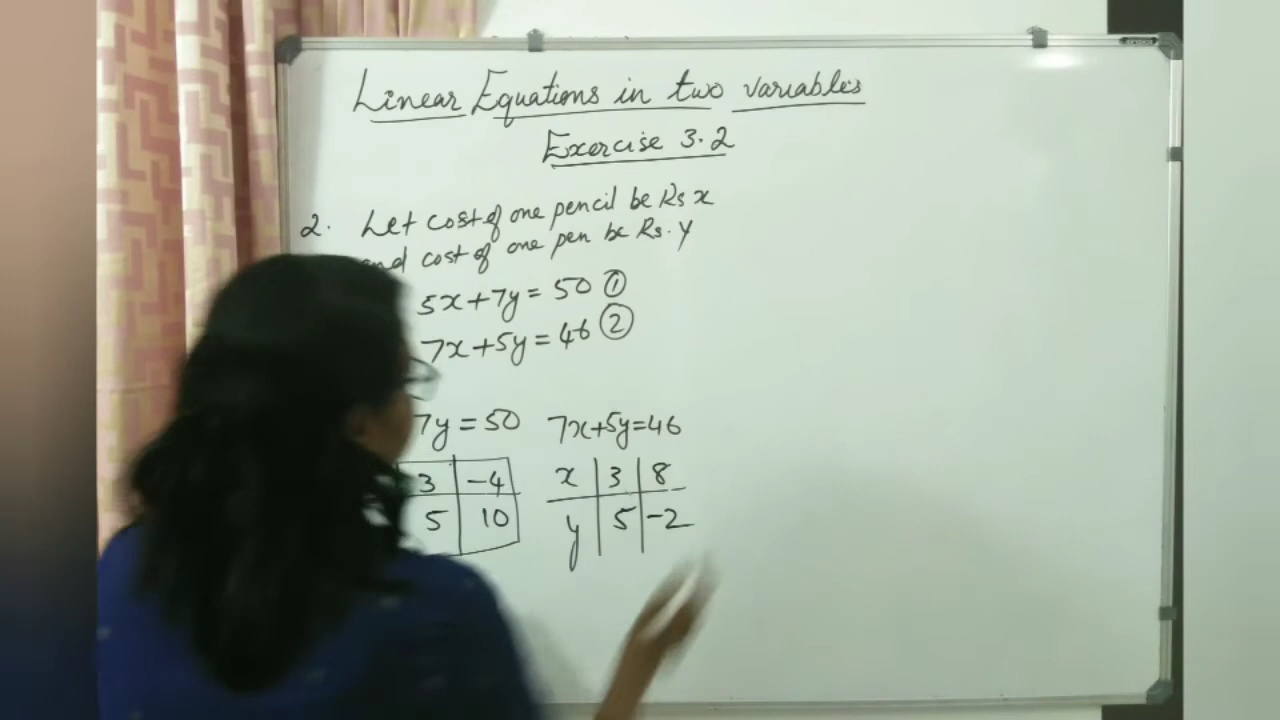 Linear Equations in two variables
Exercise 3.2
2. Let cost of one pencil be Rs x
and cost of one pen be Rs. y
5x+7y=50 ①
7x+5y=46 ②
7y=50
7x+5y=46
3 -4
5 10
x 3 8
y 5 -2